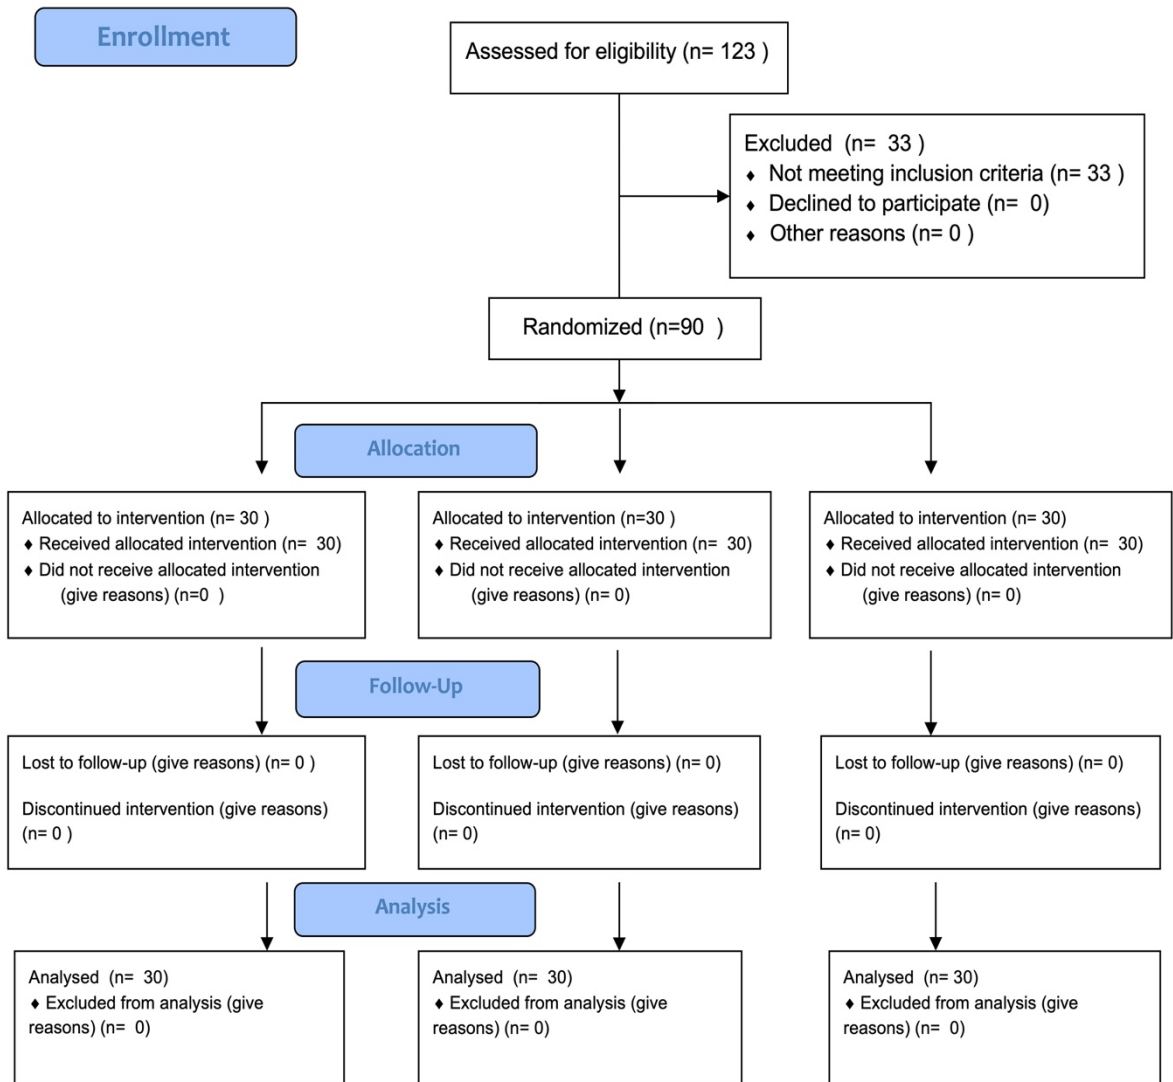 Enrollment
Assessed for eligibility (n= 123 )
Excluded (n= 33 )
♦ Not meeting inclusion criteria (n= 33 )
♦ Declined to participate (n= 0)
♦ Other reasons (n= 0 )
Randomized (n=90 )
Allocation
Allocated to intervention (n= 30 )
♦ Received allocated intervention (n= 30)
♦ Did not receive allocated intervention
(give reasons) (n=0 )
Allocated to intervention (n=30 )
♦ Received allocated intervention (n= 30)
♦ Did not receive allocated intervention
(give reasons) (n= 0)
Allocated to intervention (n= 30)
♦ Received allocated intervention (n= 30)
♦ Did not receive allocated intervention
(give reasons) (n= 0)
Follow-Up
Lost to follow-up (give reasons) (n= 0 )
Discontinued intervention (give reasons)
(n= 0 )
Lost to follow-up (give reasons) (n= 0)
Discontinued intervention (give reasons)
(n= 0)
Lost to follow-up (give reasons) (n= 0)
Discontinued intervention (give reasons)
(n= 0)
Analysis
Analysed (n= 30)
♦ Excluded from analysis (give
reasons) (n= 0)
Analysed (n= 30)
♦ Excluded from analysis (give
reasons) (n= 0)
Analysed (n= 30)
♦ Excluded from analysis (give
reasons) (n= 0)